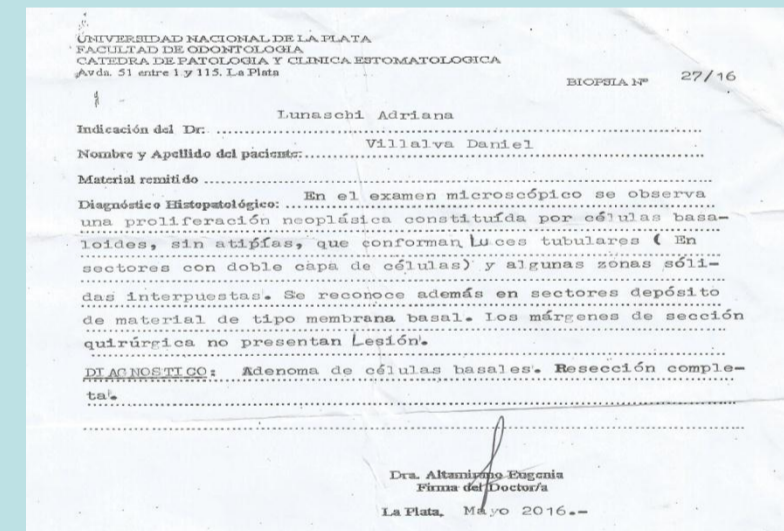 UNIVERSIDAD NACIONAL DE LA PLATA
FACULTAD DE ODONTOLOGIA
CATEDRA DE PATOLOGIA Y CLINICA ESTOMATOLOGICA
Avda. 51 entre 1 y 115. La Plata
BIOPSIA Nº 27/16
Lunaschi Adriana
Indicación del Dr: ........
Villalva Daniel
Nombre y Apellido del paciente:........
Material remitido ........
Diagnóstico Histopatológico: En el examen microscópico se observa
una proliferación neoplásica constituída por células basa-
loides, sin atipías, que conforman Luces tubulares ( En
sectores con doble capa de células) y algunas zonas sóli-
das interpuestas. Se reconoce además en sectores depósito
de material de tipo membrana basal. Los márgenes de sección
quirúrgica no presentan Lesión.
DIAGNOSTICO: Adenoma de células basales. Resección comple-
ta.
Dra. Altamirano Eugenia
Firma del Doctor/a
La Plata, Mayo 2016.-